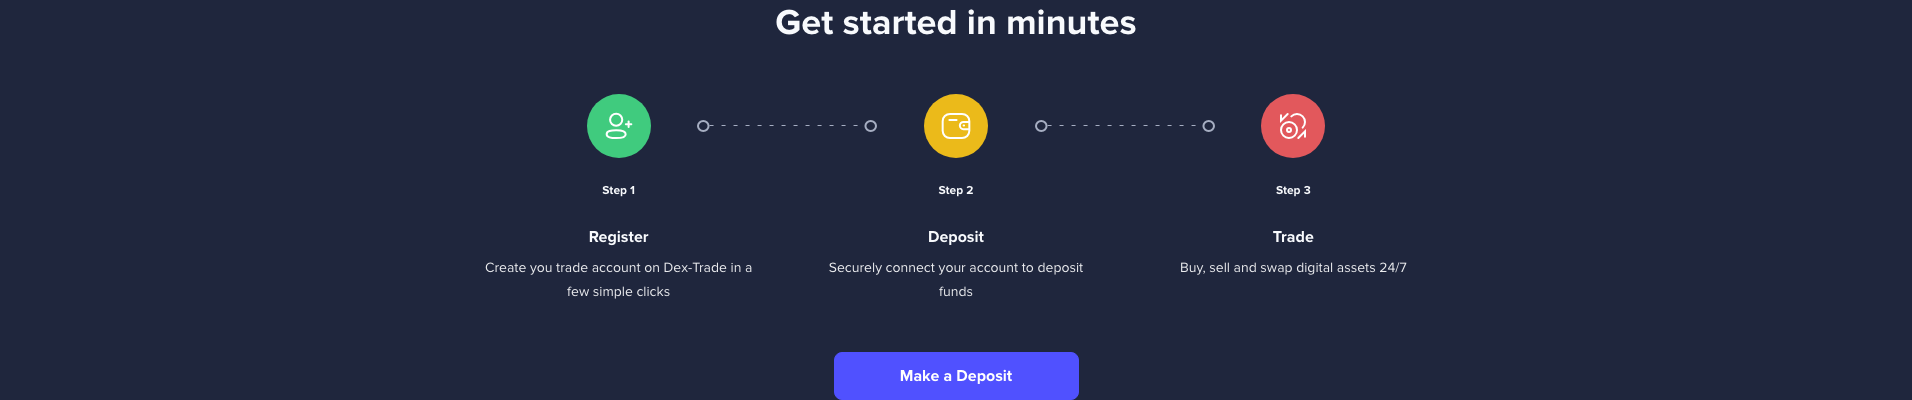 Get started in minutes
Step 1
Step 2
Step 3
Register
Deposit
Trade
Create you trade account on Dex-Trade in a
few simple clicks
Securely connect your account to deposit
funds
Buy, sell and swap digital assets 24/7
Make a Deposit